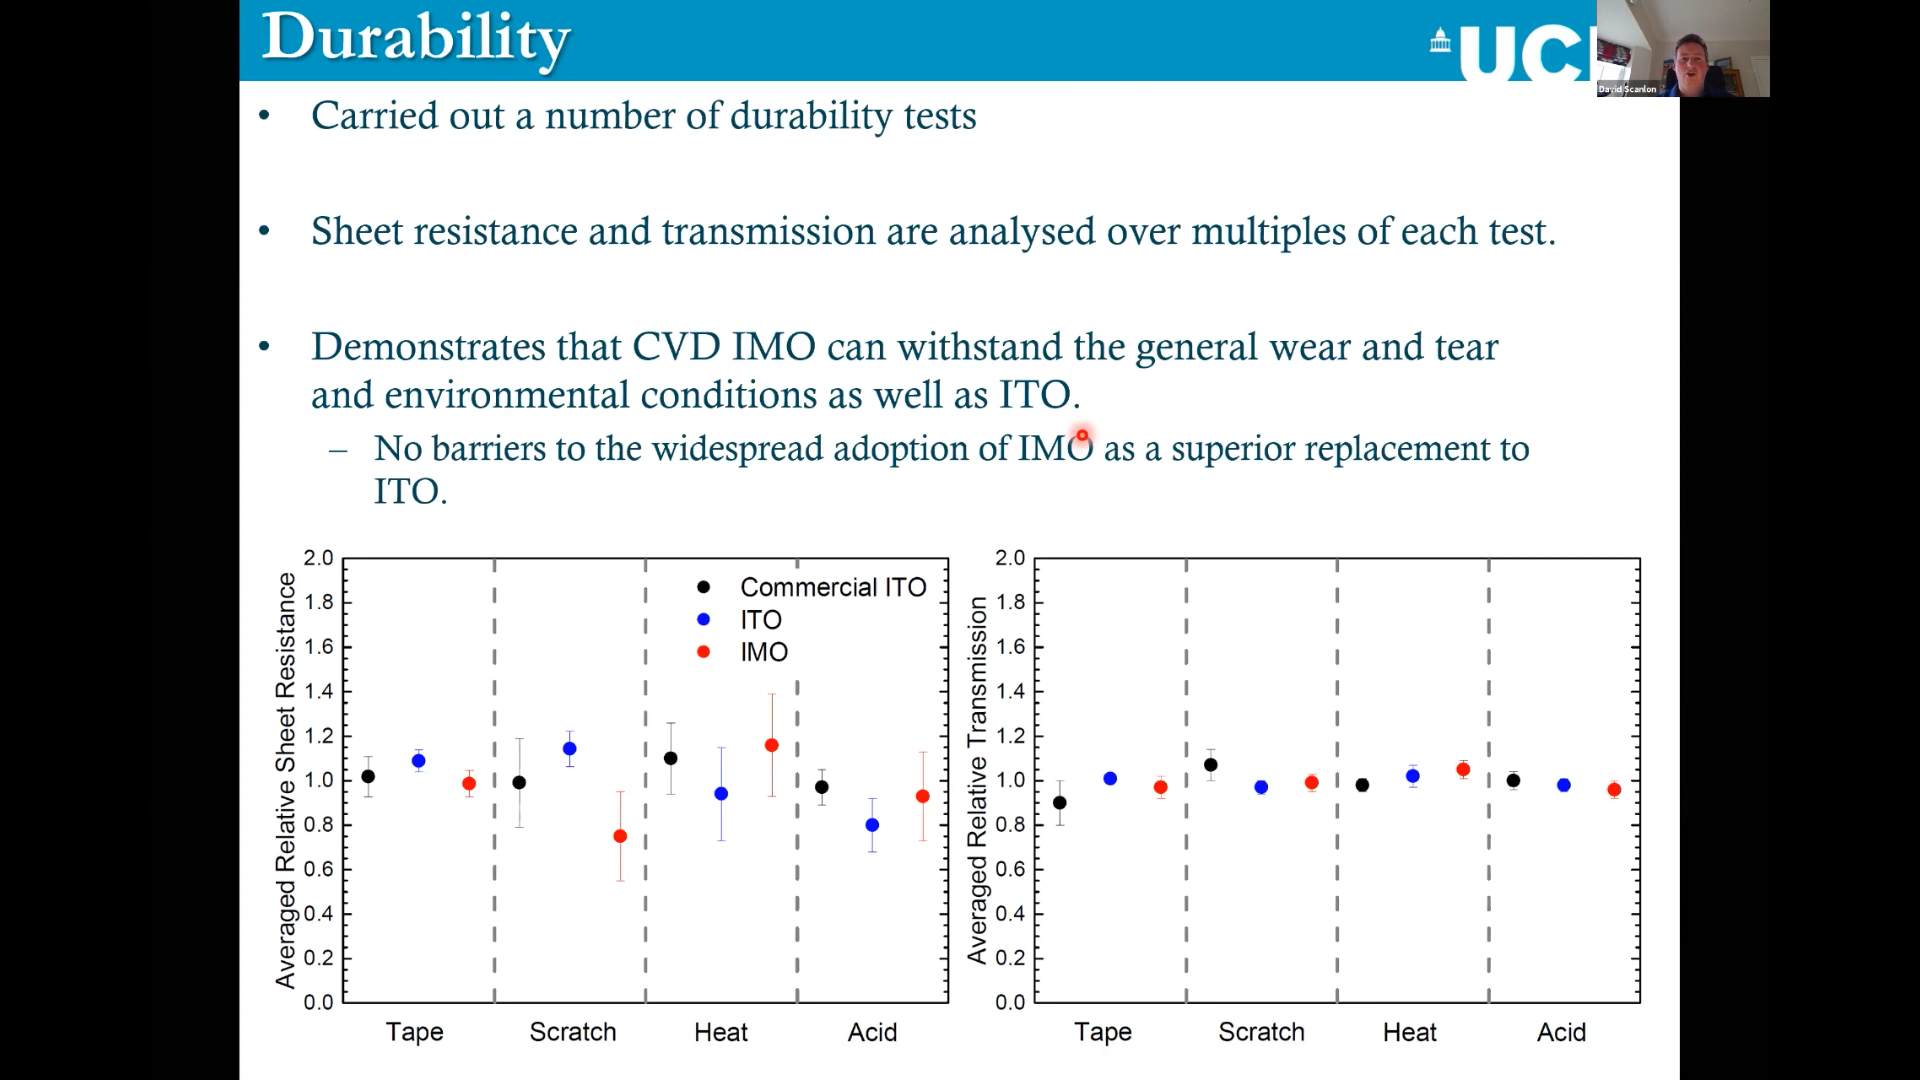 Durability
UC
David Scanlon
• Carried out a number of durability tests
• Sheet resistance and transmission are analysed over multiples of each test.
• Demonstrates that CVD IMO can withstand the general wear and tear
and environmental conditions as well as ITO.
– No barriers to the widespread adoption of IMO as a superior replacement to
ITO.
Averaged Relative Sheet Resistance
2.0
1.8
1.6
1.4
1.2
1.0
0.8
0.6
0.4
0.2
0.0
Commercial ITO
ITO
IMO
Tape Scratch Heat Acid
Averaged Relative Transmission
2.0
1.8
1.6
1.4
1.2
1.0
0.8
0.6
0.4
0.2
0.0
Tape Scratch Heat Acid